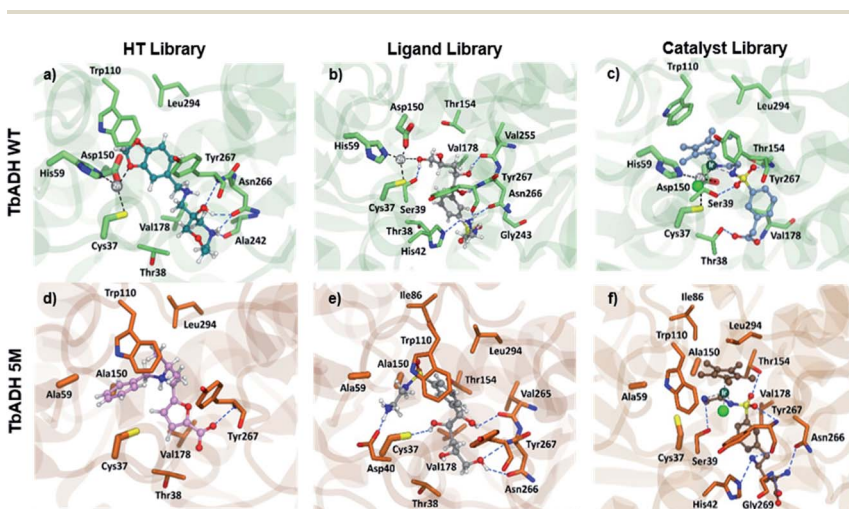 HT Library
Ligand Library
Catalyst Library
TbADH WT
a)
Trp110
Leu294
Asp150
His59
Tyr267
Asn266
Val178
Cys37
Ala242
Thr38
b)
Asp150
Thr154
His59
Val178
Val255
Tyr267
Cys37
Ser39
Asn266
Thr38
His42
Gly243
c)
Trp110
Leu294
His59
Thr154
Asp150
Tyr267
Ser39
Cys37
Val178
Thr38
TbADH 5M
d)
Trp110
Leu294
Ala150
Ala59
Cys37
Val178
Tyr267
Thr38
e)
Ile86
Trp110
Leu294
Ala150
Ala59
Thr154
Val265
Cys37
Tyr267
Asp40
Val178
Asn266
Thr38
f)
Ile86
Trp110
Leu294
Ala150
Thr154
Ala59
Val178
Tyr267
Cys37
Ser39
Asn266
His42
Gly269